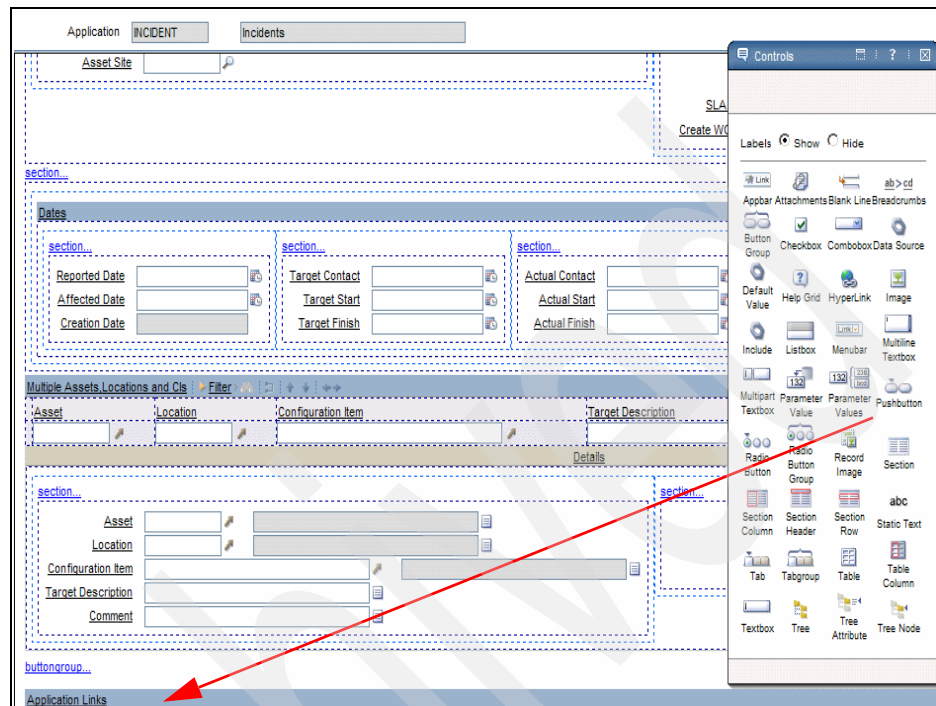 Application INCIDENT Incidents
Asset Site
SLA
Create WO
section...
Dates
section... section... section...
Reported Date Target Contact Actual Contact
Affected Date Target Start Actual Start
Creation Date Target Finish Actual Finish
Multiple Assets,Locations and CIs Filter
Asset Location Configuration Item Target Description
Details
section... section...
Asset
Location
Configuration Item
Target Description
Comment
buttongroup...
Application Links
Controls ?
Labels Show Hide
Link ab>cd
Appbar Attachments Blank Line Breadcrumbs
Button Group Checkbox Combobox Data Source
Default Value Help Grid HyperLink Image
Link
Include Listbox Menubar Multiline Textbox
132 132
Multipart Textbox Parameter Value Parameter Values Pushbutton
Radio Button Radio Button Group Record Image Section
abc
Section Column Section Header Section Row Static Text
Tab Tabgroup Table Table Column
Textbox Tree Tree Attribute Tree Node